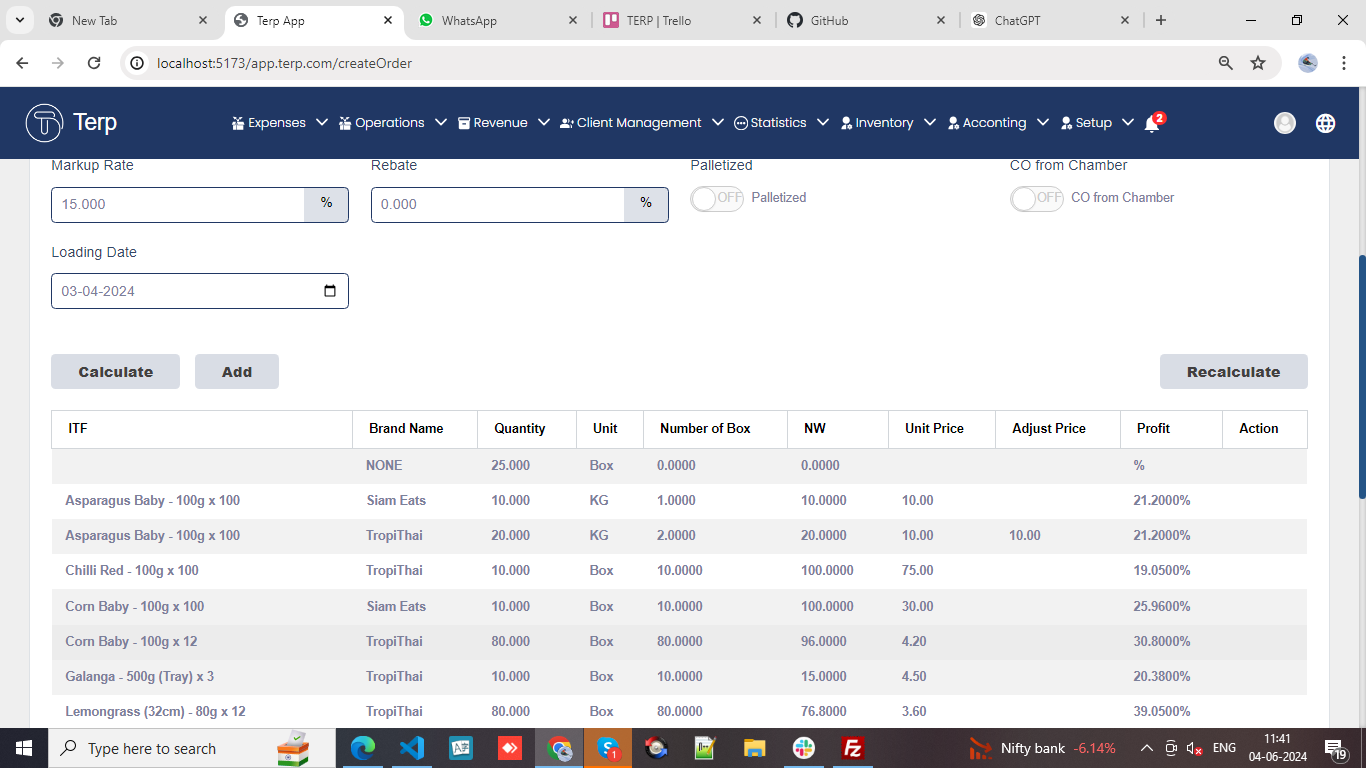 New Tab
Terp App
WhatsApp
TERP | Trello
GitHub
ChatGPT
localhost:5173/app.terp.com/createOrder
Terp
Expenses Operations Revenue Client Management Statistics Inventory Acconting Setup 2
Markup Rate Rebate Palletized CO from Chamber
15.000 % 0.000 % OFF Palletized OFF CO from Chamber
Loading Date
03-04-2024
Calculate Add Recalculate
ITF Brand Name Quantity Unit Number of Box NW Unit Price Adjust Price Profit Action
NONE 25.000 Box 0.0000 0.0000 %
Asparagus Baby - 100g x 100 Siam Eats 10.000 KG 1.0000 10.0000 10.00 21.2000%
Asparagus Baby - 100g x 100 TropiThai 20.000 KG 2.0000 20.0000 10.00 10.00 21.2000%
Chilli Red - 100g x 100 TropiThai 10.000 Box 10.0000 100.0000 75.00 19.0500%
Corn Baby - 100g x 100 Siam Eats 10.000 Box 10.0000 100.0000 30.00 25.9600%
Corn Baby - 100g x 12 TropiThai 80.000 Box 80.0000 96.0000 4.20 30.8000%
Galanga - 500g (Tray) x 3 TropiThai 10.000 Box 10.0000 15.0000 4.50 20.3800%
Lemongrass (32cm) - 80g x 12 TropiThai 80.000 Box 80.0000 76.8000 3.60 39.0500%
Type here to search
1
Nifty bank -6.14%
ENG
11:41
04-06-2024
19